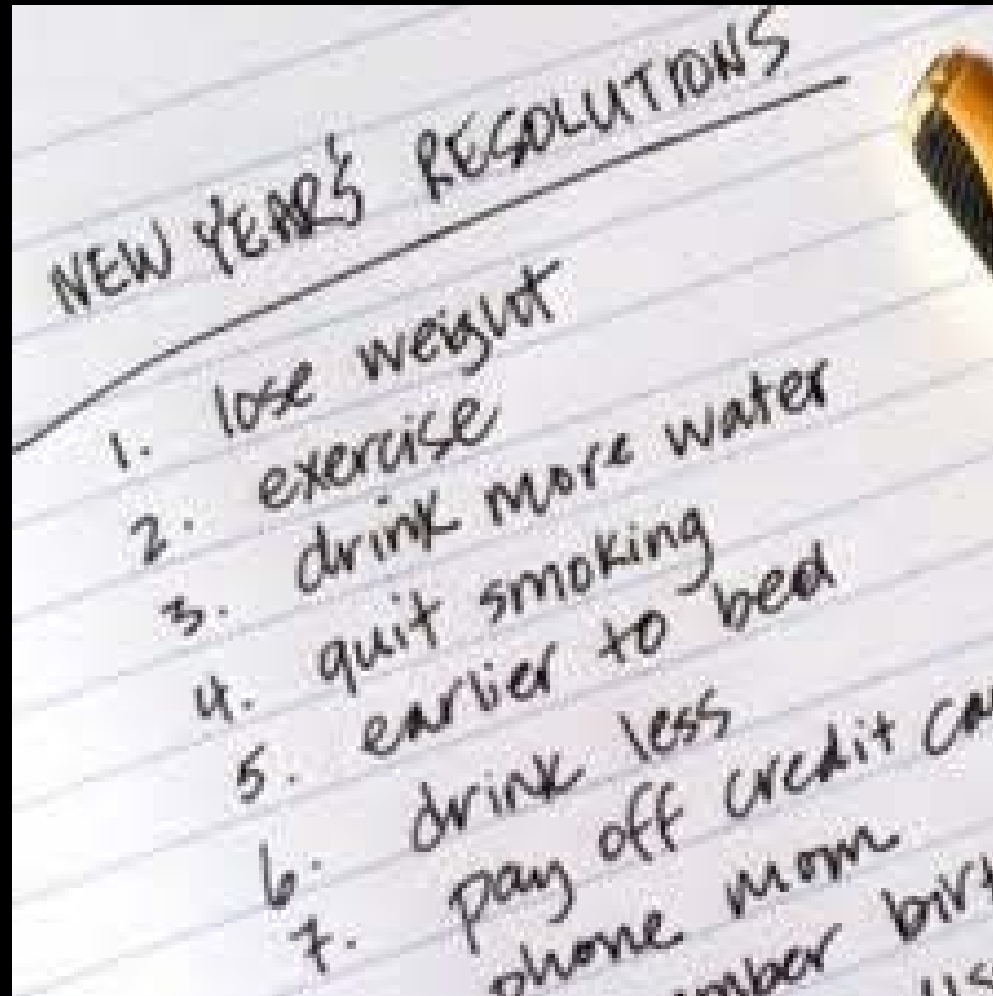 NEW YEAR'S RESOLUTIONS
1. lose weight
2. exercise
3. drink more water
4. quit smoking
5. earlier to bed
6. drink less
7. pay off credit
phone mom